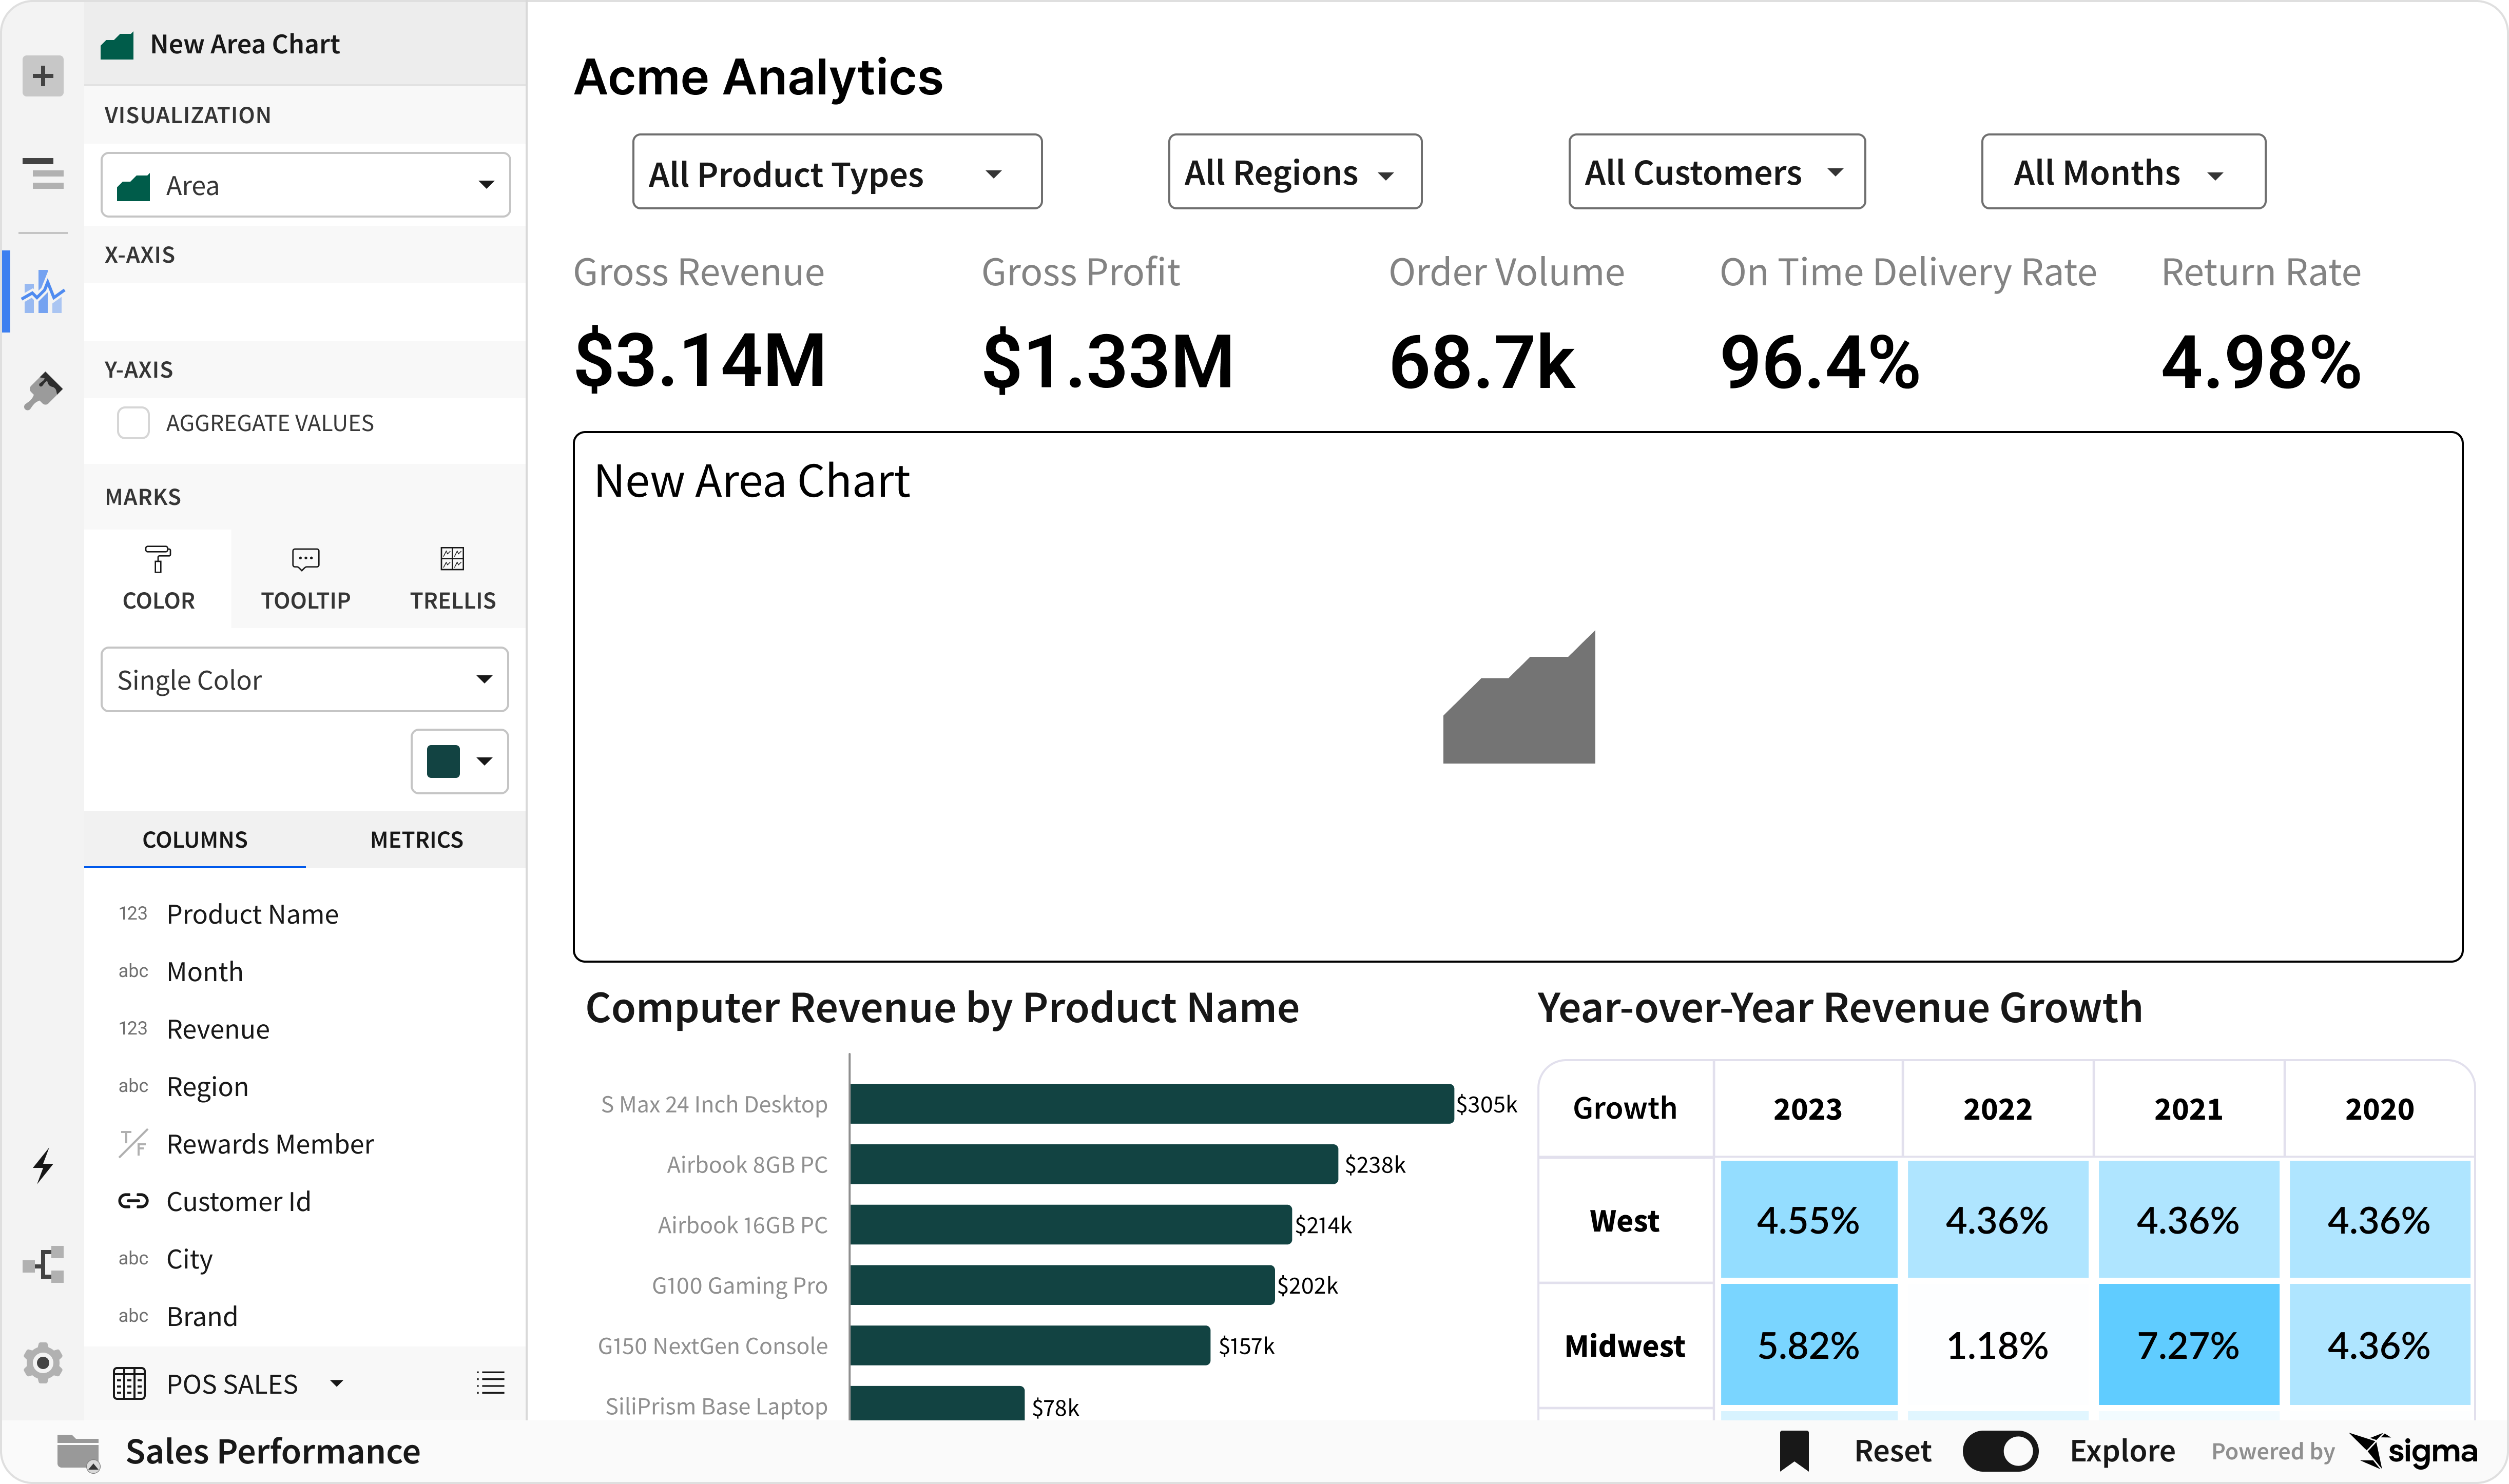 New Area Chart
VISUALIZATION
Area
X-AXIS
Y-AXIS
AGGREGATE VALUES
MARKS
COLOR TOOLTIP TRELLIS
Single Color
COLUMNS METRICS
123 Product Name
abc Month
123 Revenue
abc Region
T/F Rewards Member
Customer Id
abc City
abc Brand
POS SALES
Acme Analytics
All Product Types All Regions All Customers All Months
Gross Revenue Gross Profit Order Volume On Time Delivery Rate Return Rate
$3.14M $1.33M 68.7k 96.4% 4.98%
New Area Chart
Computer Revenue by Product Name
S Max 24 Inch Desktop $305k
Airbook 8GB PC $238k
Airbook 16GB PC $214k
G100 Gaming Pro $202k
G150 NextGen Console $157k
SiliPrism Base Laptop $78k
Year-over-Year Revenue Growth
Growth 2023 2022 2021 2020
West 4.55% 4.36% 4.36% 4.36%
Midwest 5.82% 1.18% 7.27% 4.36%
Sales Performance
Reset Explore Powered by sigma